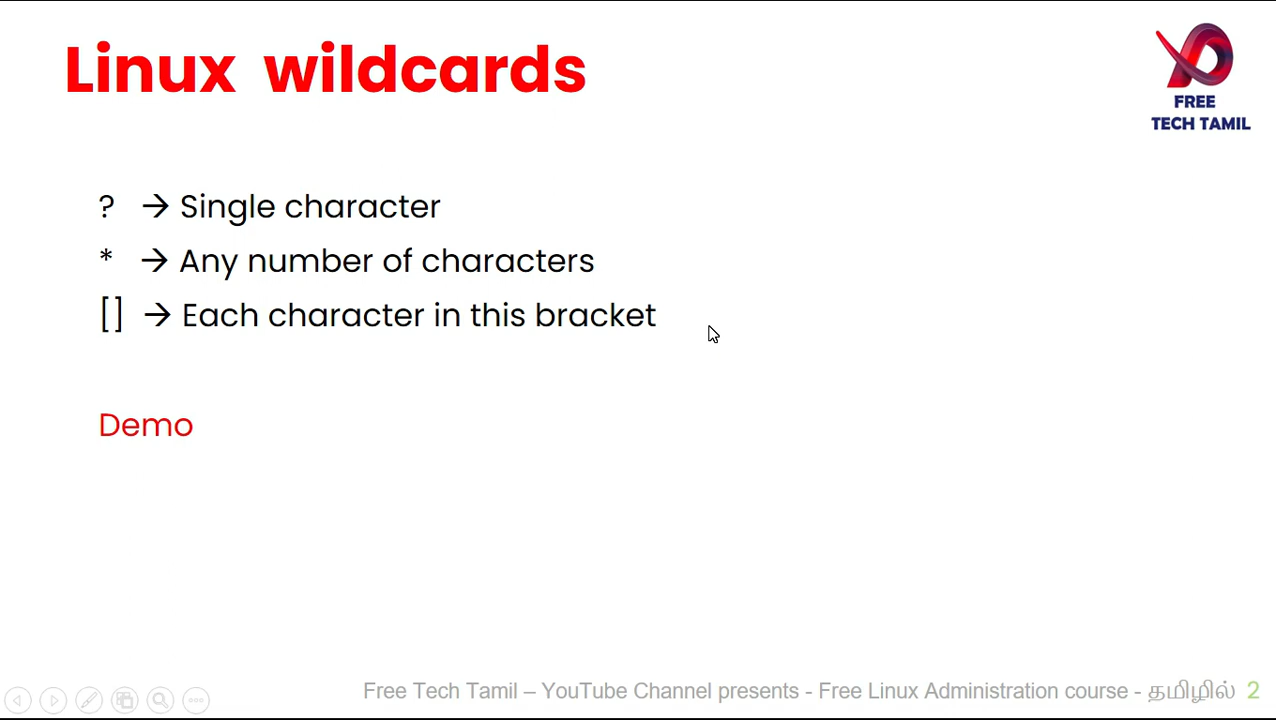 Linux wildcards
FREE
TECH TAMIL
? → Single character
* → Any number of characters
[] → Each character in this bracket
Demo
Free Tech Tamil – YouTube Channel presents - Free Linux Administration course - தமிழில் 2